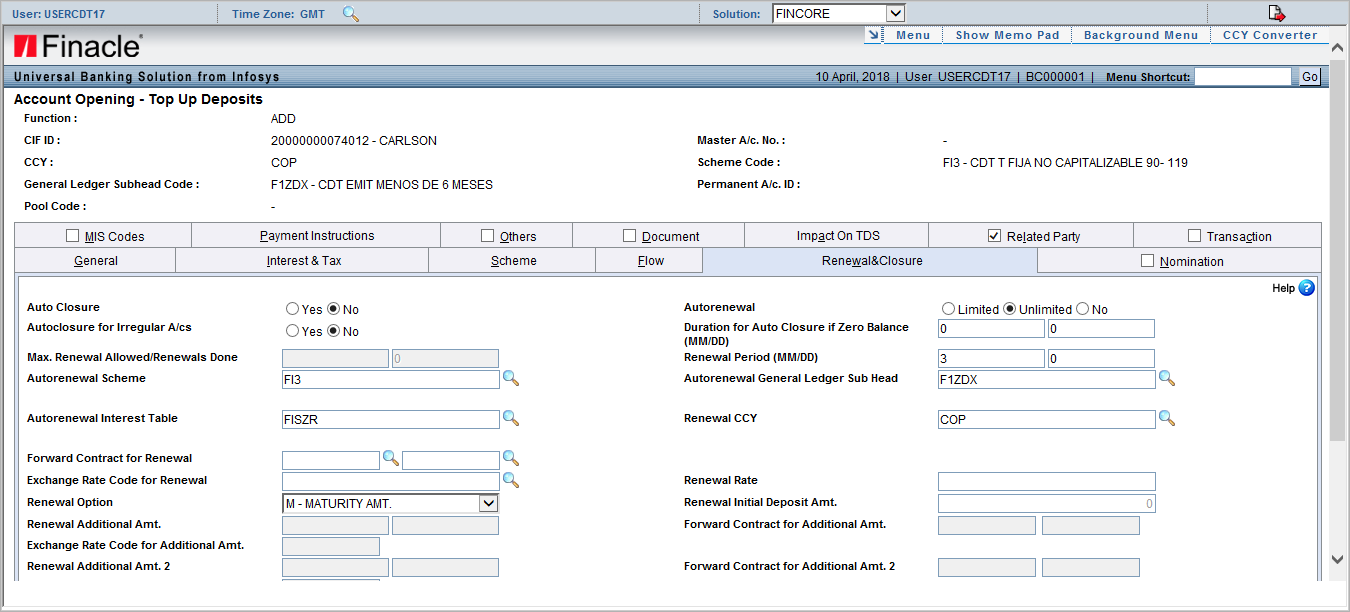 User: USERCDT17 Time Zone: GMT Solution: FINCORE
Menu Show Memo Pad Background Menu CCY Converter
Finacle
Universal Banking Solution from Infosys 10 April, 2018 | User USERCDT17 | BC000001 | Menu Shortcut: Go
Account Opening - Top Up Deposits
Function : ADD
CIF ID : 20000000074012 - CARLSON Master A/c. No. : -
CCY : COP Scheme Code : FI3 - CDT T FIJA NO CAPITALIZABLE 90- 119
General Ledger Subhead Code : F1ZDX - CDT EMIT MENOS DE 6 MESES Permanent A/c. ID :
Pool Code : -
MIS Codes Payment Instructions Others Document Impact On TDS Related Party Transaction
General Interest & Tax Scheme Flow Renewal&Closure Nomination
Help ?
Auto Closure Yes No Autorenewal Limited Unlimited No
Autoclosure for Irregular A/cs Yes No Duration for Auto Closure if Zero Balance 0 0
(MM/DD)
Max. Renewal Allowed/Renewals Done 0 Renewal Period (MM/DD) 3 0
Autorenewal Scheme FI3 Autorenewal General Ledger Sub Head F1ZDX
Autorenewal Interest Table FISZR Renewal CCY COP
Forward Contract for Renewal
Exchange Rate Code for Renewal Renewal Rate
Renewal Option M - MATURITY AMT. Renewal Initial Deposit Amt. 0
Renewal Additional Amt. Forward Contract for Additional Amt.
Exchange Rate Code for Additional Amt.
Renewal Additional Amt. 2 Forward Contract for Additional Amt. 2